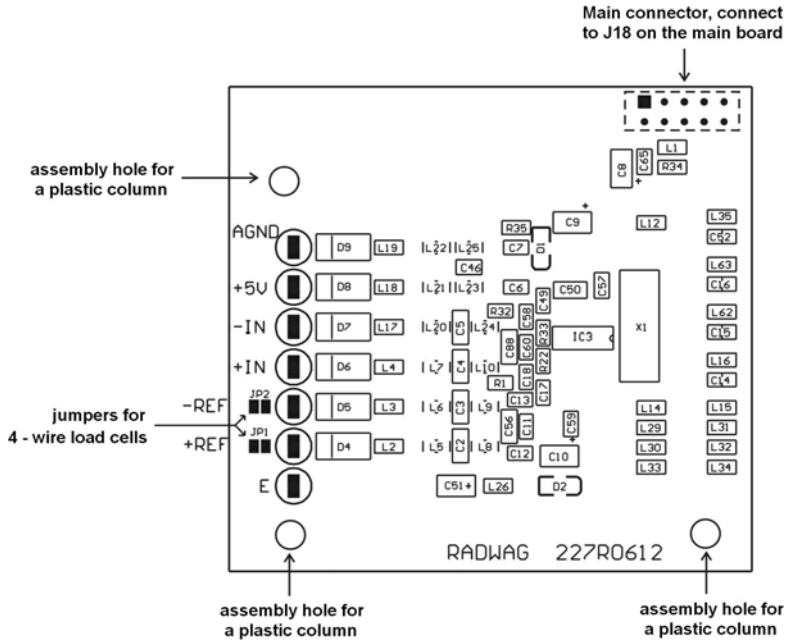 Main connector, connect
to J18 on the main board
L1
C8
C65
R34
assembly hole for
a plastic column
C9
L12
L35
AGND
D9
L19
L22
L25
R35
C7
D1
C52
C46
L63
+5V
D8
L18
L21
L23
C6
C49
C50
C57
C16
-IN
D7
L17
L20
C5
L24
R32
C58
R33
IC3
X1
L62
C15
C88
C60
+IN
D6
L4
L7
C4
L10
R22
L16
R1
C18
C17
C14
-REF
JP2
D5
L3
L6
C3
L9
C13
L14
L15
jumpers for
4 - wire load cells
C56
C11
C59
L29
L31
+REF
JP1
D4
L2
L5
C2
L8
C12
C10
L30
L32
L33
L34
E
C51+
L26
D2
RADWAG 227R0612
assembly hole for
a plastic column
assembly hole for
a plastic column